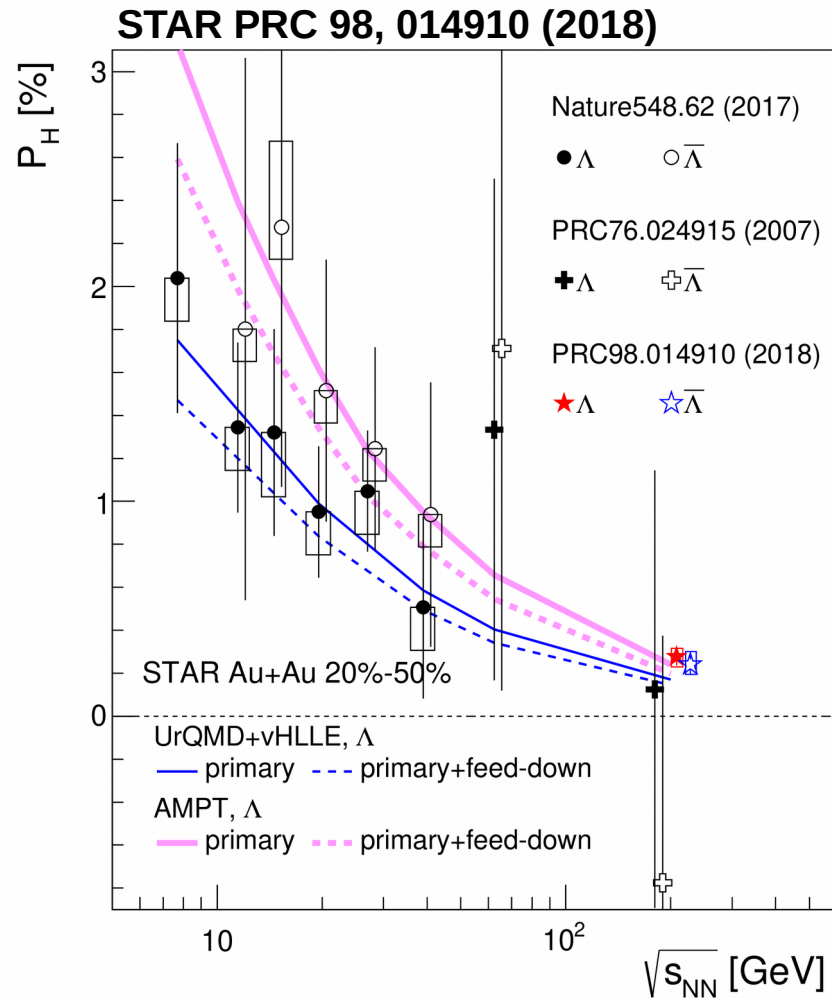 STAR PRC 98, 014910 (2018)
P_H [%]
3
2
1
0
Nature548.62 (2017)
Λ Λ̅
PRC76.024915 (2007)
Λ Λ̅
PRC98.014910 (2018)
Λ Λ̅
STAR Au+Au 20%-50%
UrQMD+vHLLE, Λ
primary primary+feed-down
AMPT, Λ
primary primary+feed-down
10 10²
√s_NN [GeV]